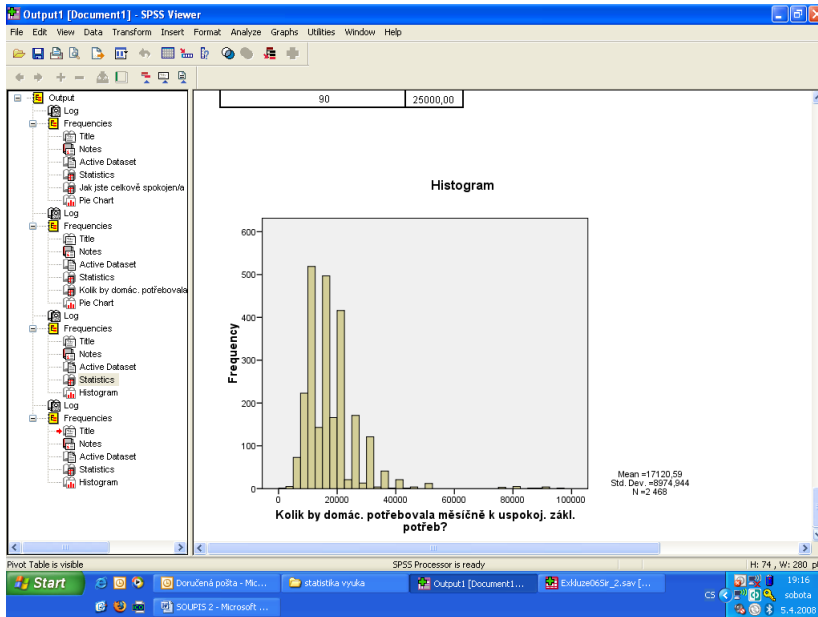 Output1 [Document1] - SPSS Viewer
File Edit View Data Transform Insert Format Analyze Graphs Utilities Window Help
Output
Log
Frequencies
Title
Notes
Active Dataset
Statistics
Jak jste celkově spokojen/a
Pie Chart
Log
Frequencies
Title
Notes
Active Dataset
Statistics
Kolik by domác. potřebovala
Pie Chart
Log
Frequencies
Title
Notes
Active Dataset
Statistics
Histogram
Log
Frequencies
Title
Notes
Active Dataset
Statistics
Histogram
90 25000,00
Histogram
Frequency
600
500
400
300
200
100
0
0 20000 40000 60000 80000 100000
Kolik by domác. potřebovala měsíčně k uspokoj. zákl.
potřeb?
Mean =17120,59
Std. Dev. =8974,944
N =2 468
Pivot Table is visible SPSS Processor is ready H: 74 , W: 280 p
Start Doručená pošta - Mic... statistika vyuka Output1 [Document1... Exkluze06Sir_2.sav [... 
SOUPIS 2 - Microsoft ...
CS
19:16
sobota
5.4.2008